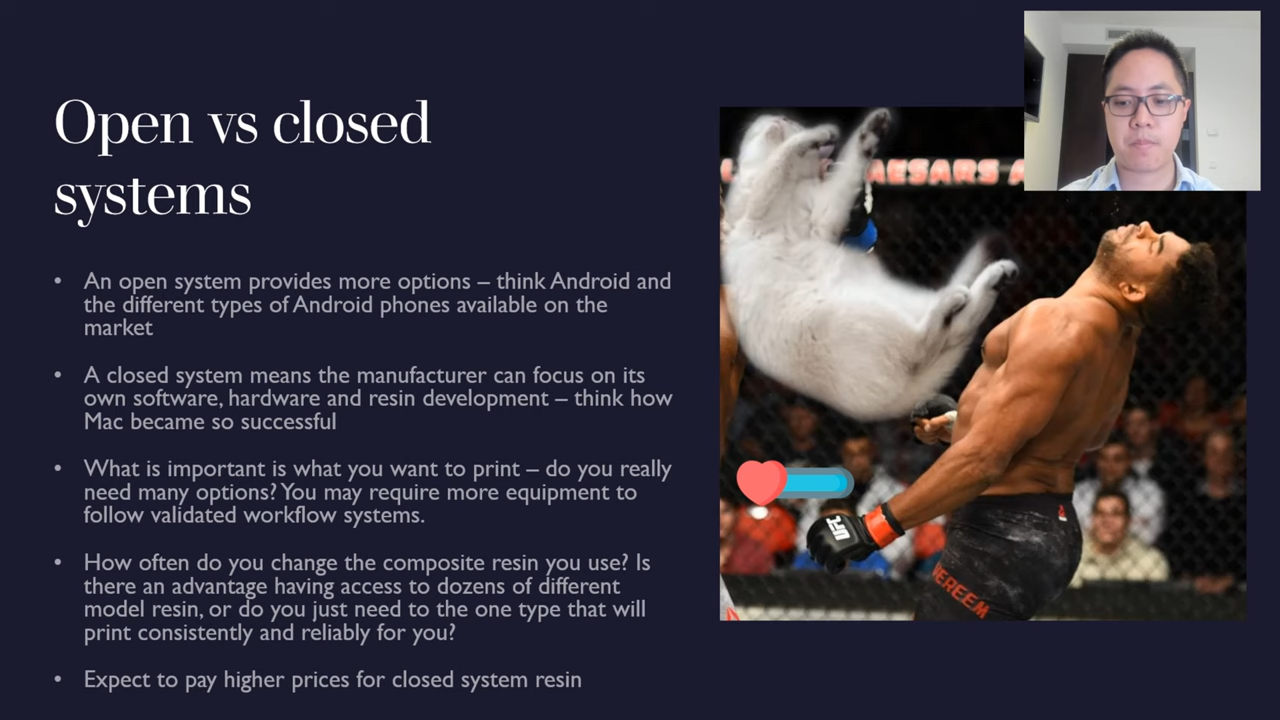 Open vs closed
systems
• An open system provides more options – think Android and
the different types of Android phones available on the
market
• A closed system means the manufacturer can focus on its
own software, hardware and resin development – think how
Mac became so successful
• What is important is what you want to print – do you really
need many options? You may require more equipment to
follow validated workflow systems.
• How often do you change the composite resin you use? Is
there an advantage having access to dozens of different
model resin, or do you just need to the one type that will
print consistently and reliably for you?
• Expect to pay higher prices for closed system resin
AESARS
UFC
EREEM